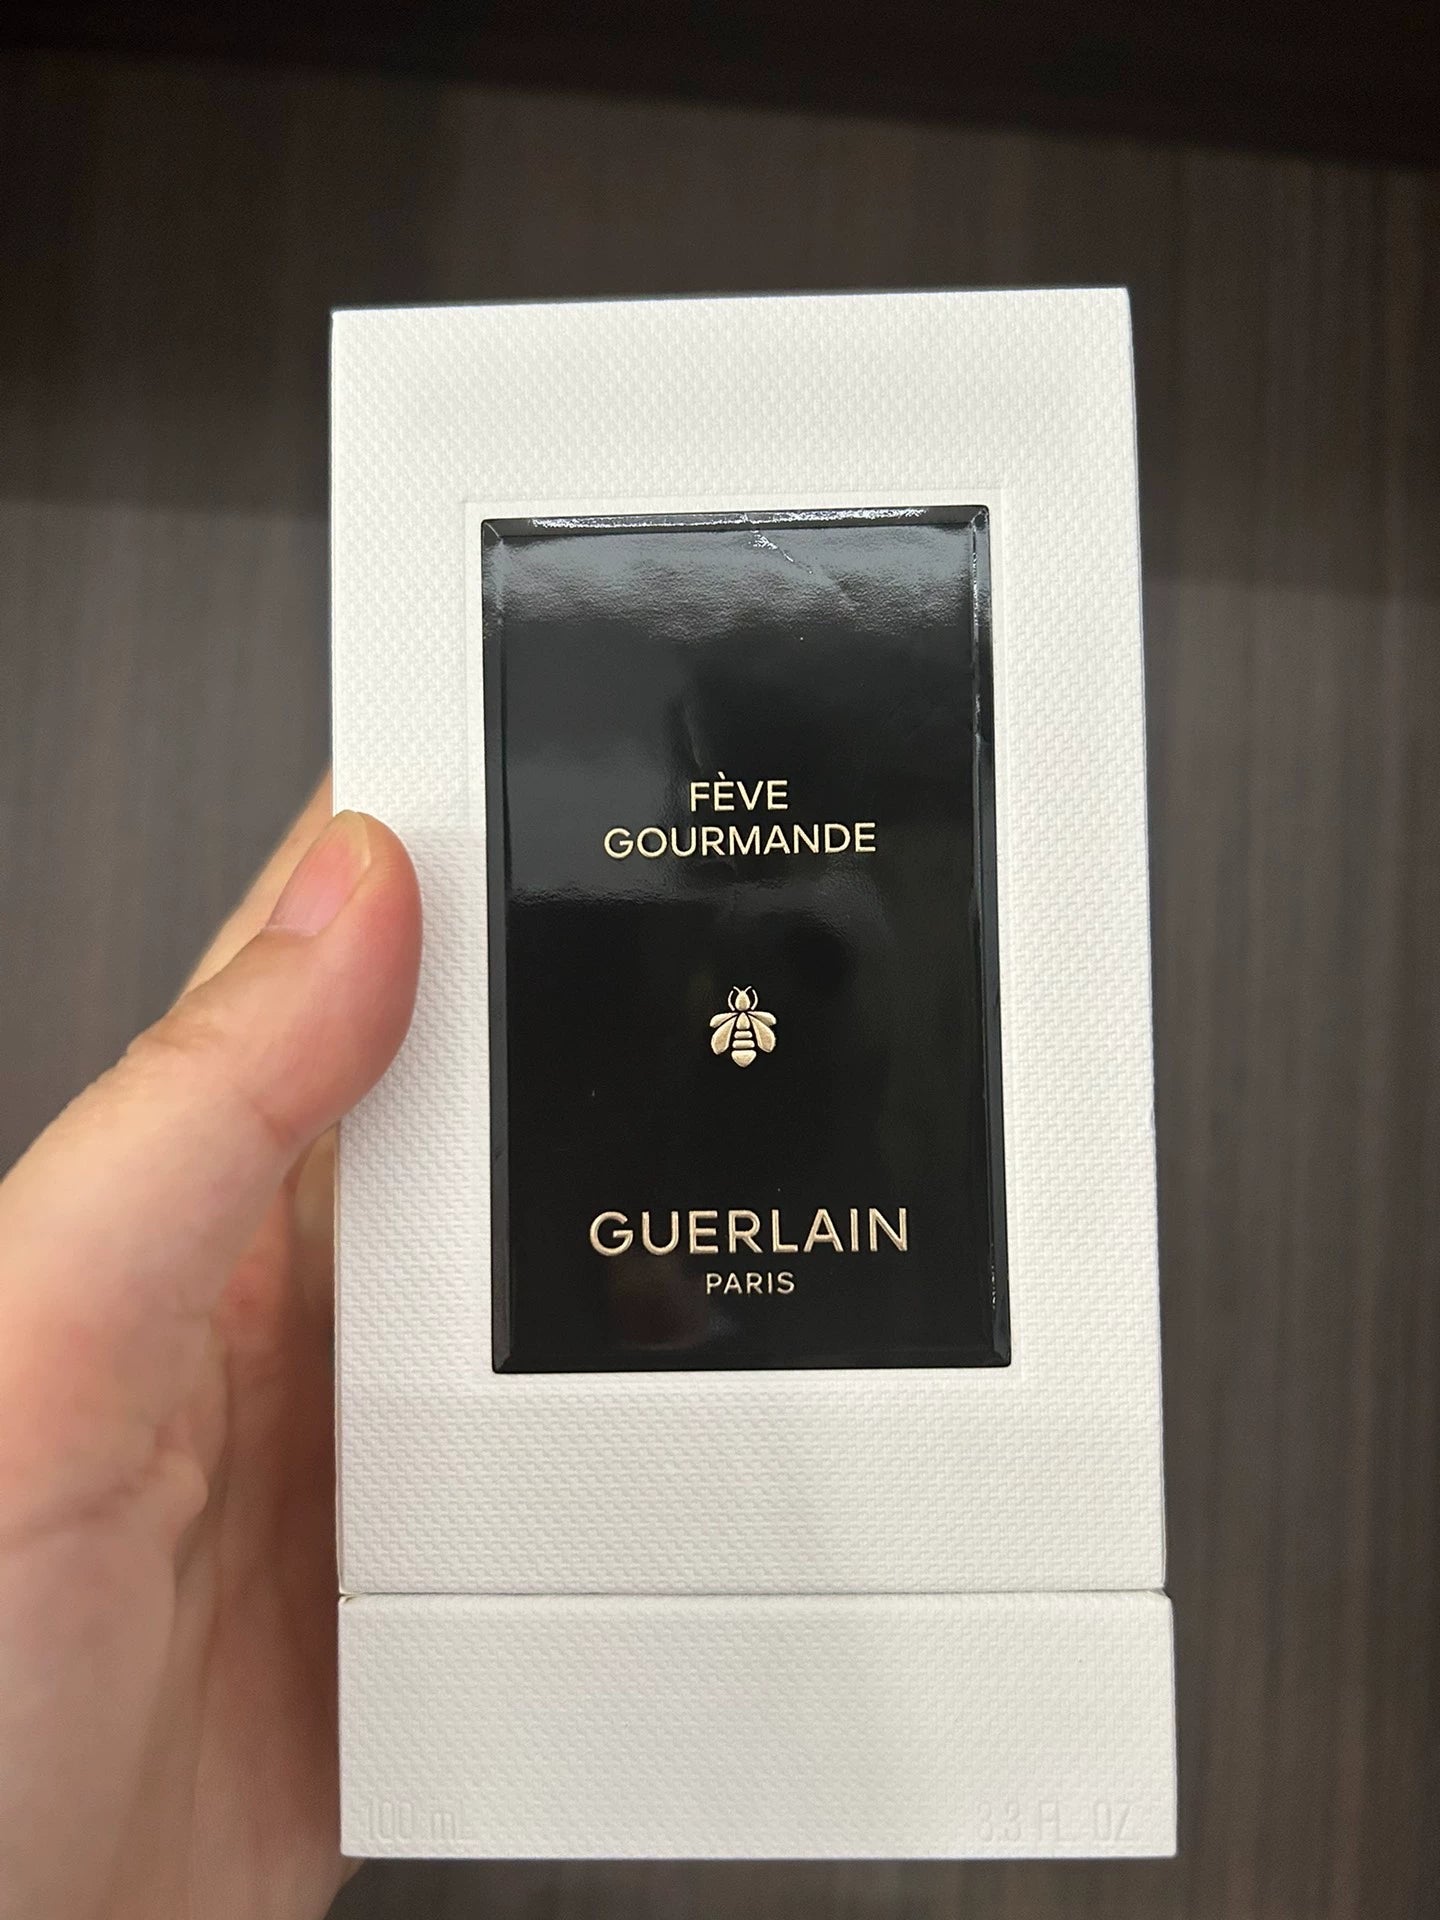 FÈVE
GOURMANDE
GUERLAIN
PARIS
100 mL 3.3 FL. OZ